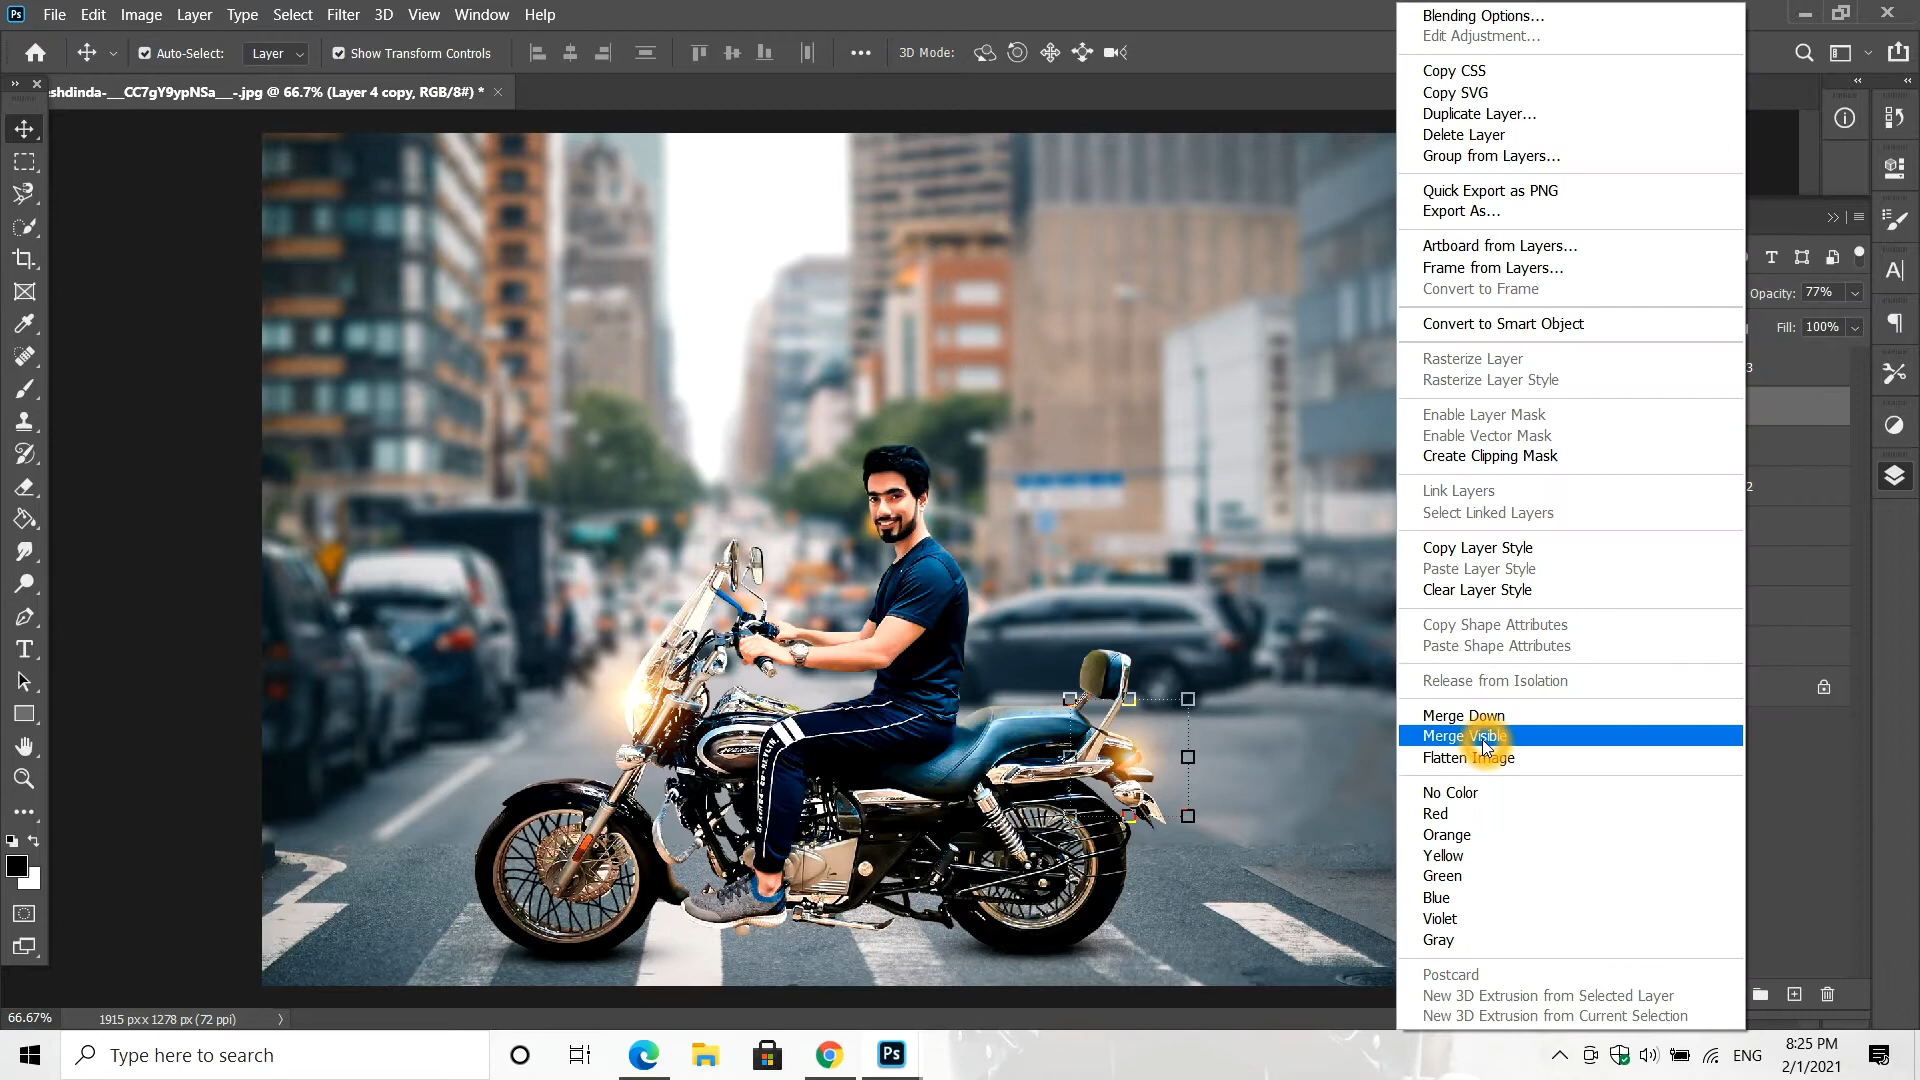 Ps File Edit Image Layer Type Select Filter 3D View Window Help
Auto-Select: Layer Show Transform Controls 3D Mode:
eshdinda-___CC7gY9ypNSa___-.jpg @ 66.7% (Layer 4 copy, RGB/8#) *
Blending Options...
Edit Adjustment...
Copy CSS
Copy SVG
Duplicate Layer...
Delete Layer
Group from Layers...
Quick Export as PNG
Export As...
Artboard from Layers...
Frame from Layers...
Convert to Frame
Convert to Smart Object
Rasterize Layer
Rasterize Layer Style
Enable Layer Mask
Enable Vector Mask
Create Clipping Mask
Link Layers
Select Linked Layers
Copy Layer Style
Paste Layer Style
Clear Layer Style
Copy Shape Attributes
Paste Shape Attributes
Release from Isolation
Merge Down
Merge Visible
Flatten Image
No Color
Red
Orange
Yellow
Green
Blue
Violet
Gray
Postcard
New 3D Extrusion from Selected Layer
New 3D Extrusion from Current Selection
Opacity: 77%
Fill: 100%
3
2
66.67% 1915 px x 1278 px (72 ppi)
Type here to search
Ps
ENG
8:25 PM
2/1/2021